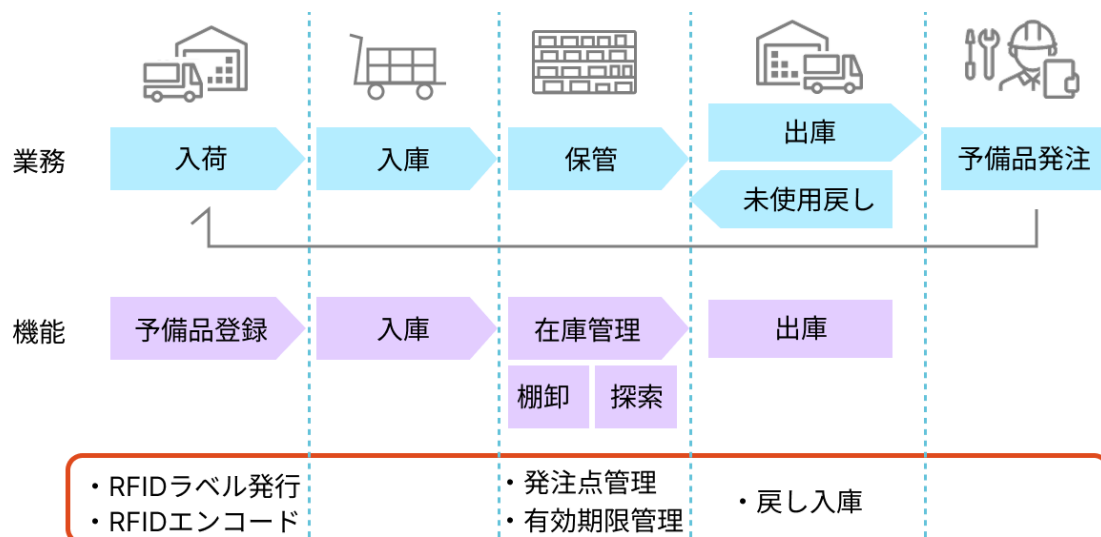 業務
入荷
入庫
保管
出庫
未使用戻し
予備品発注
機能
予備品登録
入庫
在庫管理
棚卸
探索
出庫
・RFIDラベル発行
・RFIDエンコード
・発注点管理
・有効期限管理
・戻し入庫